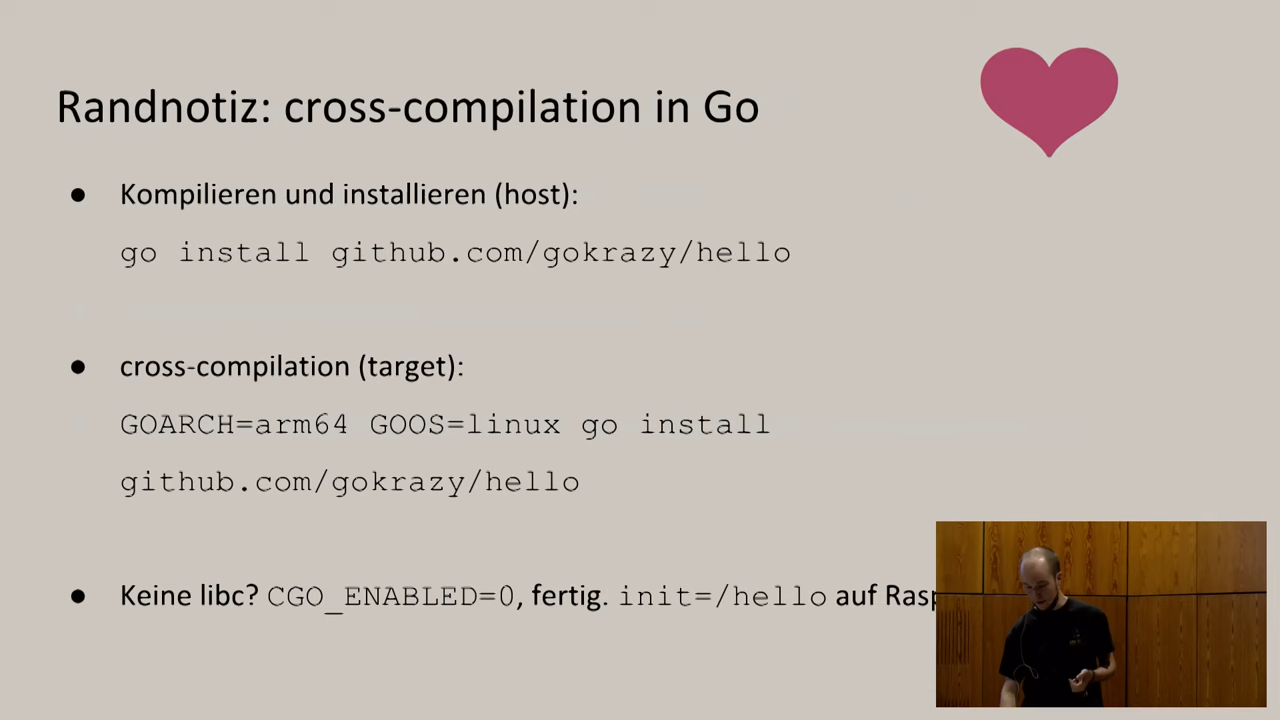 Randnotiz: cross-compilation in Go
● Kompilieren und installieren (host):
go install github.com/gokrazy/hello
● cross-compilation (target):
GOARCH=arm64 GOOS=linux go install
github.com/gokrazy/hello
● Keine libc? CGO_ENABLED=0, fertig. init=/hello auf